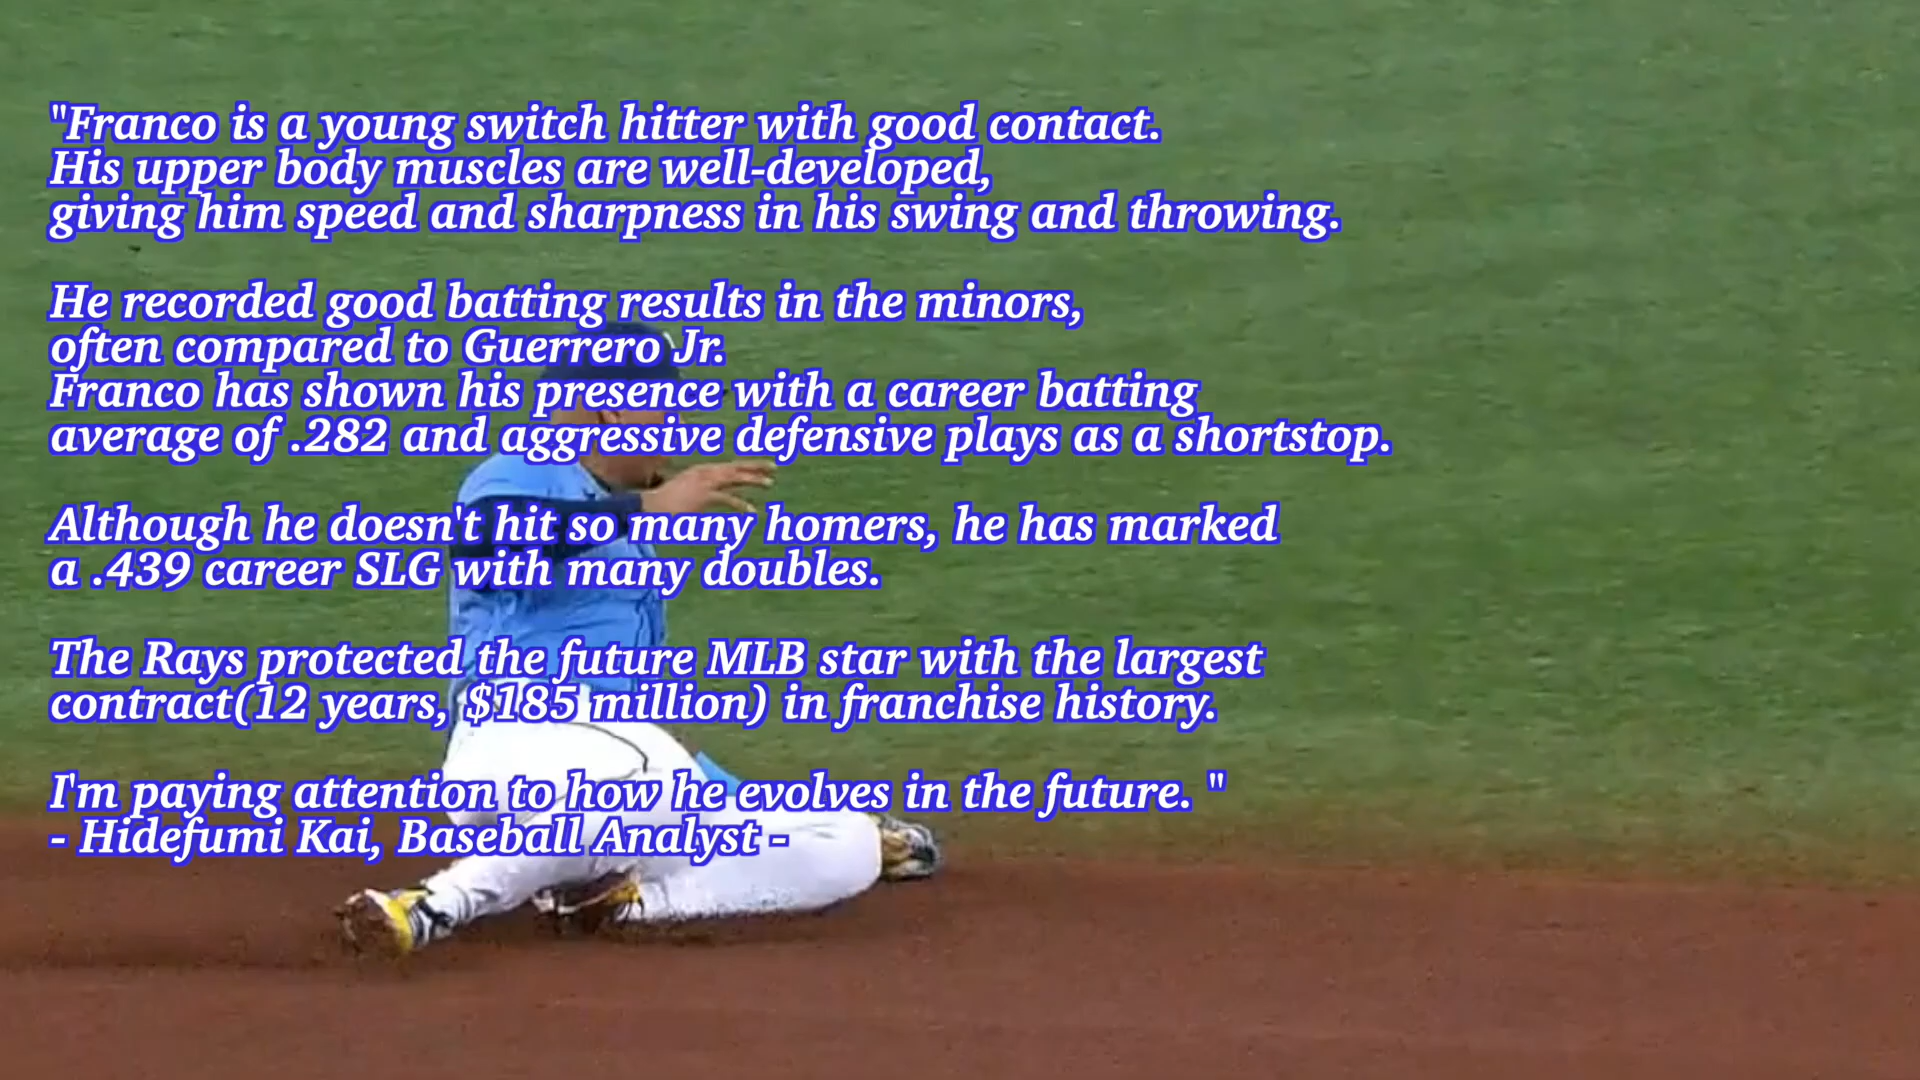 "Franco is a young switch hitter with good contact.
His upper body muscles are well-developed,
giving him speed and sharpness in his swing and throwing.
He recorded good batting results in the minors,
often compared to Guerrero Jr.
Franco has shown his presence with a career batting
average of .282 and aggressive defensive plays as a shortstop.
Although he doesn't hit so many homers, he has marked
a .439 career SLG with many doubles.
The Rays protected the future MLB star with the largest
contract(12 years, $185 million) in franchise history.
I'm paying attention to how he evolves in the future. "
- Hidefumi Kai, Baseball Analyst -